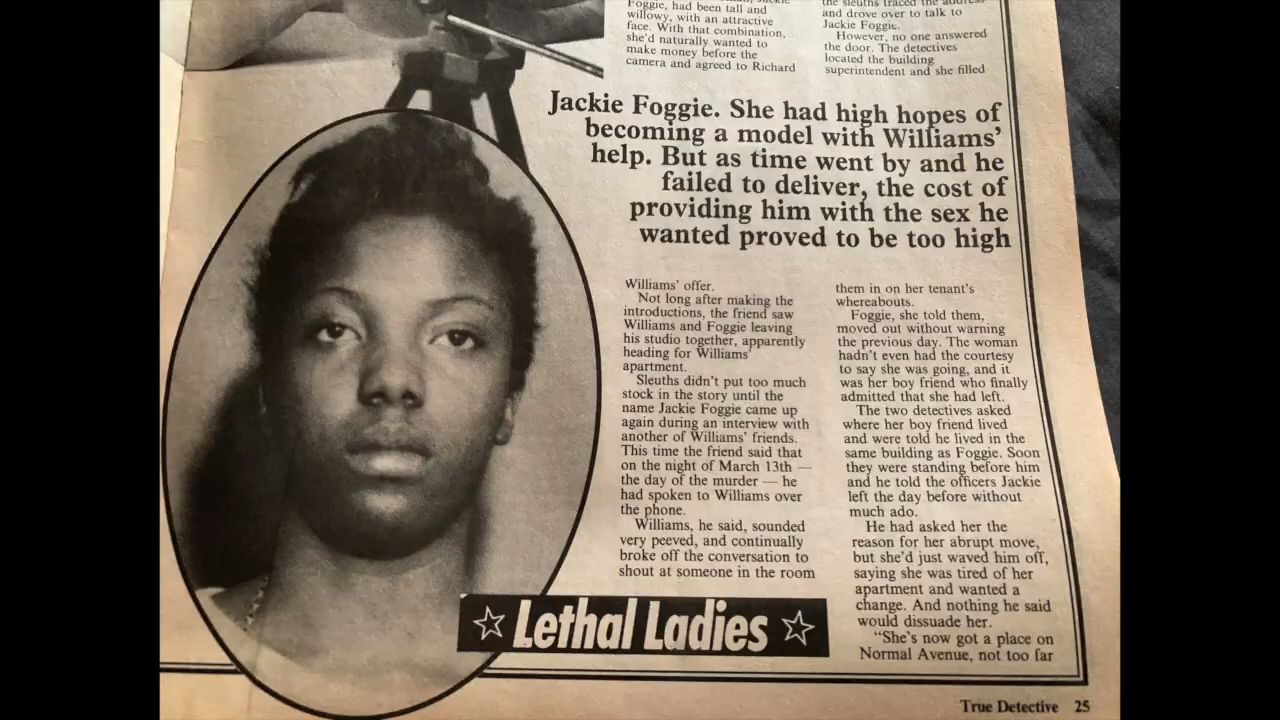 Foggie, had been tall and
willowy, with an attractive
face. With that combination,
she'd naturally wanted to
make money before the
camera and agreed to Richard
the sleuths traced the address
and drove over to talk to
Jackie Foggie.
However, no one answered
the door. The detectives
located the building
superintendent and she filled
Jackie Foggie. She had high hopes of
becoming a model with Williams'
help. But as time went by and he
failed to deliver, the cost of
providing him with the sex he
wanted proved to be too high
Williams' offer.
Not long after making the
introductions, the friend saw
Williams and Foggie leaving
his studio together, apparently
heading for Williams'
apartment.
Sleuths didn't put too much
stock in the story until the
name Jackie Foggie came up
again during an interview with
another of Williams' friends.
This time the friend said that
on the night of March 13th —
the day of the murder — he
had spoken to Williams over
the phone.
Williams, he said, sounded
very peeved, and continually
broke off the conversation to
shout at someone in the room
them in on her tenant's
whereabouts.
Foggie, she told them,
moved out without warning
the previous day. The woman
hadn't even had the courtesy
to say she was going, and it
was her boy friend who finally
admitted that she had left.
The two detectives asked
where her boy friend lived
and were told he lived in the
same building as Foggie. Soon
they were standing before him
and he told the officers Jackie
left the day before without
much ado.
He had asked her the
reason for her abrupt move,
but she'd just waved him off,
saying she was tired of her
apartment and wanted a
change. And nothing he said
would dissuade her.
"She's now got a place on
Normal Avenue, not too far
☆ Lethal Ladies ☆
True Detective 25